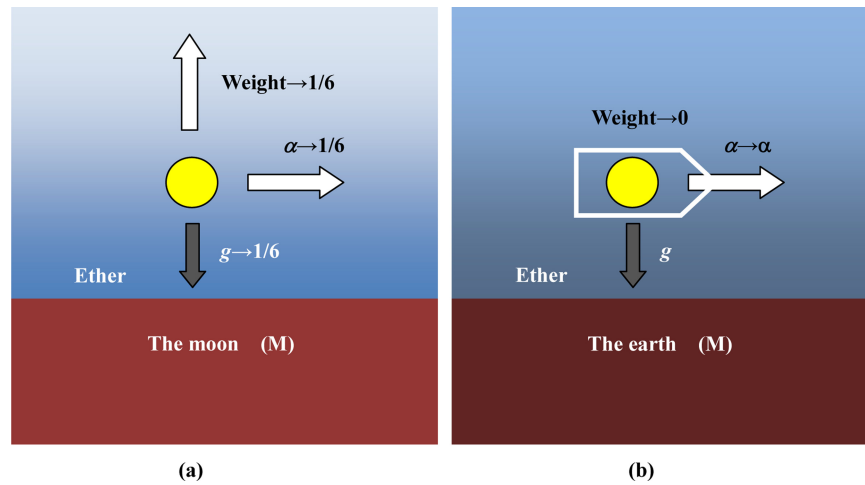 Weight→1/6
α→1/6
g→1/6
Ether
The moon (M)
(a)
Weight→0
α→α
g
Ether
The earth (M)
(b)